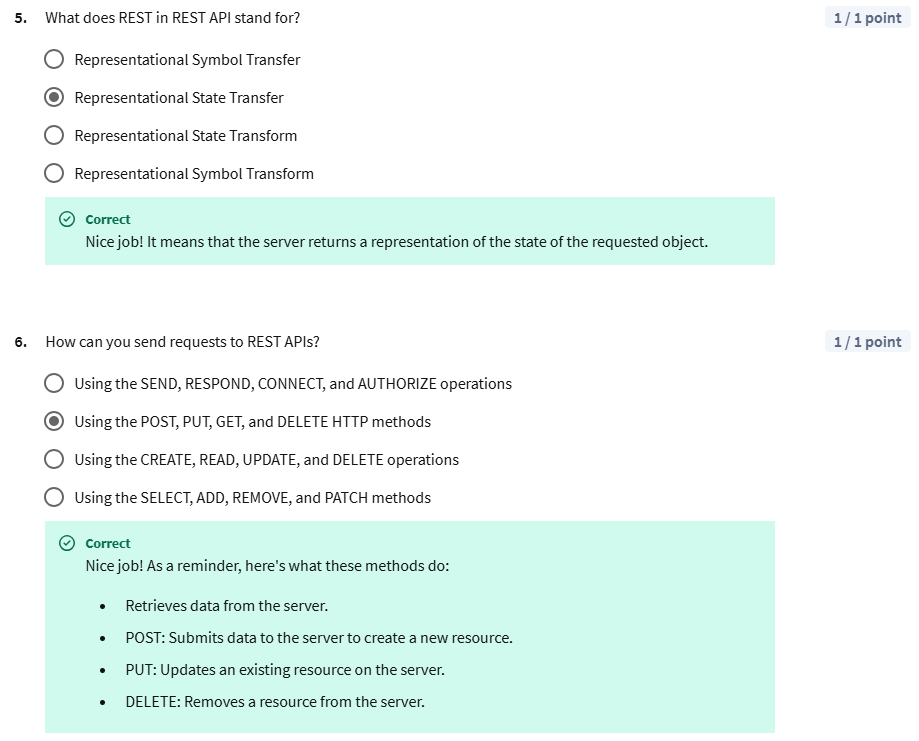 5. What does REST in REST API stand for? 1 / 1 point
Representational Symbol Transfer
Representational State Transfer
Representational State Transform
Representational Symbol Transform
Correct
Nice job! It means that the server returns a representation of the state of the requested object.
6. How can you send requests to REST APIs? 1 / 1 point
Using the SEND, RESPOND, CONNECT, and AUTHORIZE operations
Using the POST, PUT, GET, and DELETE HTTP methods
Using the CREATE, READ, UPDATE, and DELETE operations
Using the SELECT, ADD, REMOVE, and PATCH methods
Correct
Nice job! As a reminder, here's what these methods do:
• Retrieves data from the server.
• POST: Submits data to the server to create a new resource.
• PUT: Updates an existing resource on the server.
• DELETE: Removes a resource from the server.